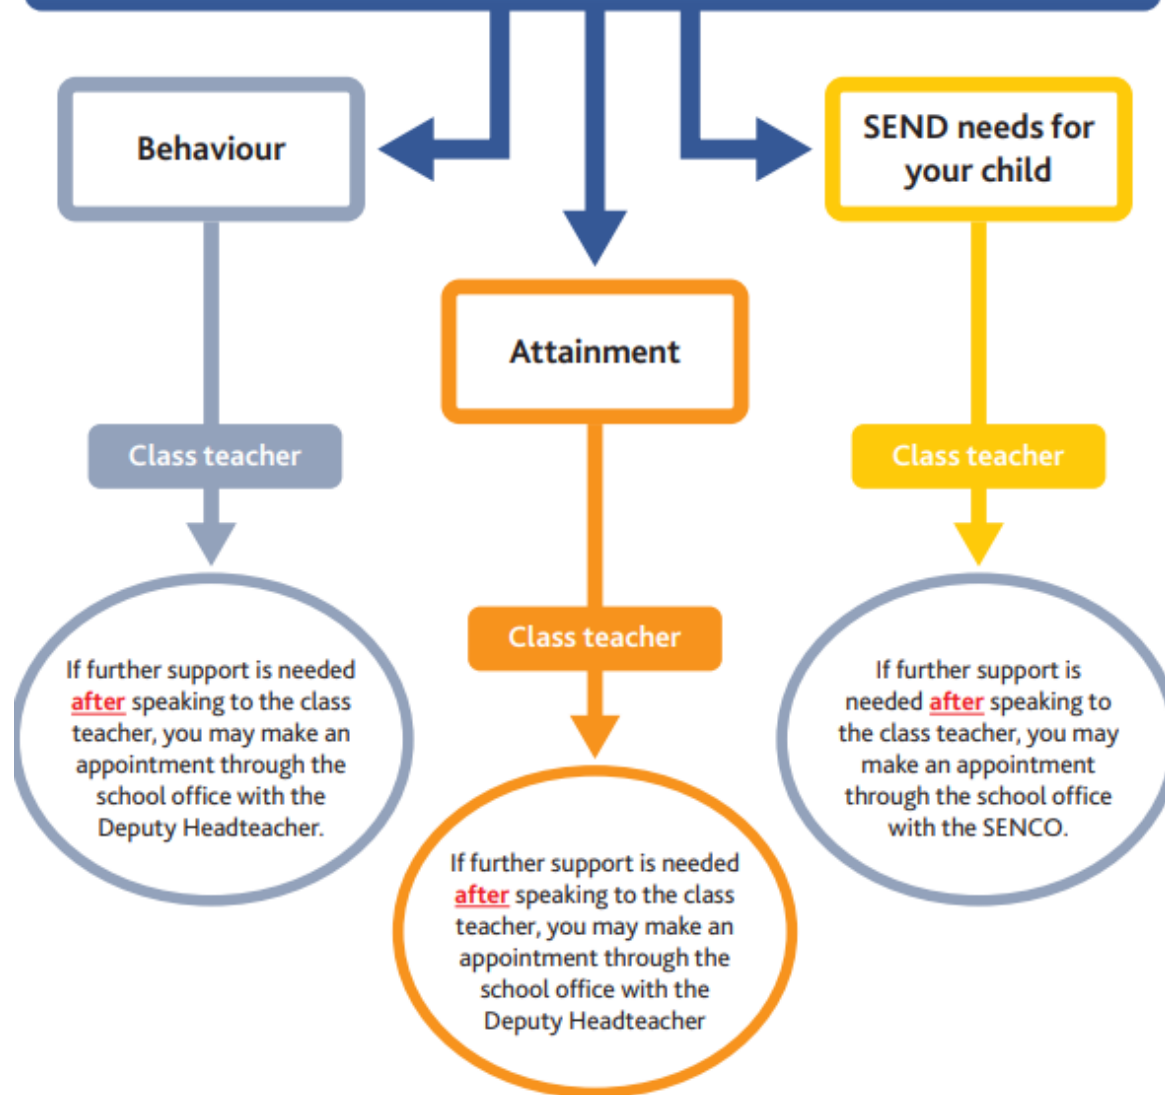 Behaviour
SEND needs for
your child
Attainment
Class teacher
Class teacher
Class teacher
If further support is needed
after speaking to the class
teacher, you may make an
appointment through the
school office with the
Deputy Headteacher.
If further support is needed
after speaking to the class
teacher, you may make an
appointment through the
school office with the
Deputy Headteacher
If further support is
needed after speaking to
the class teacher, you may
make an appointment
through the school office
with the SENCO.